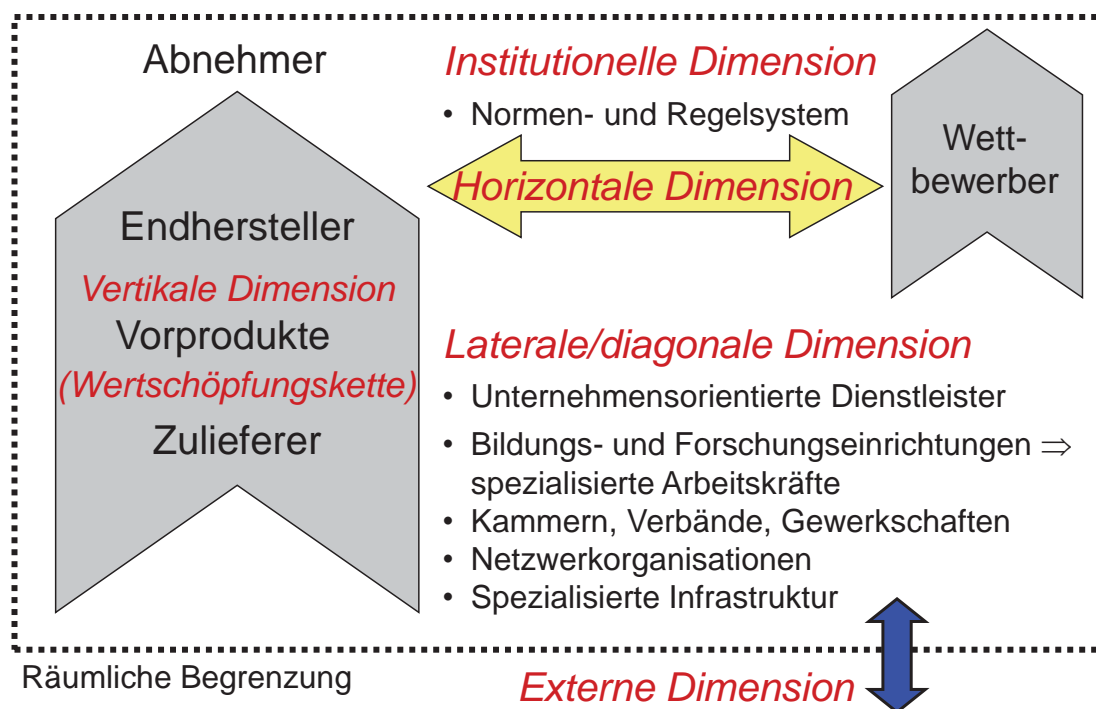 Abnehmer
Endhersteller
Vertikale Dimension
Vorprodukte
(Wertschöpfungskette)
Zulieferer
Institutionelle Dimension
• Normen- und Regelsystem
Horizontale Dimension
Wett-
bewerber
Laterale/diagonale Dimension
• Unternehmensorientierte Dienstleister
• Bildungs- und Forschungseinrichtungen ⇒
spezialisierte Arbeitskräfte
• Kammern, Verbände, Gewerkschaften
• Netzwerkorganisationen
• Spezialisierte Infrastruktur
Räumliche Begrenzung
Externe Dimension